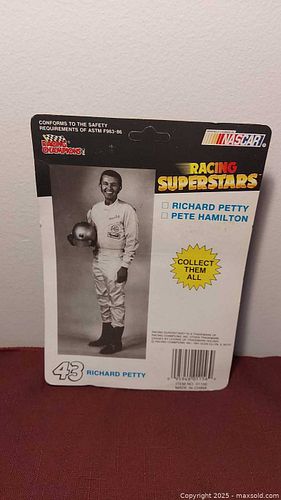 CONFORMS TO THE SAFETY
REQUIREMENTS OF ASTM F963-86
RACING
CHAMPIONS
NASCAR
RACING
SUPERSTARS
RICHARD PETTY
PETE HAMILTON
COLLECT
THEM
ALL
43 RICHARD PETTY
MADE IN CHINA
Copyright © 2025 - maxsold.com